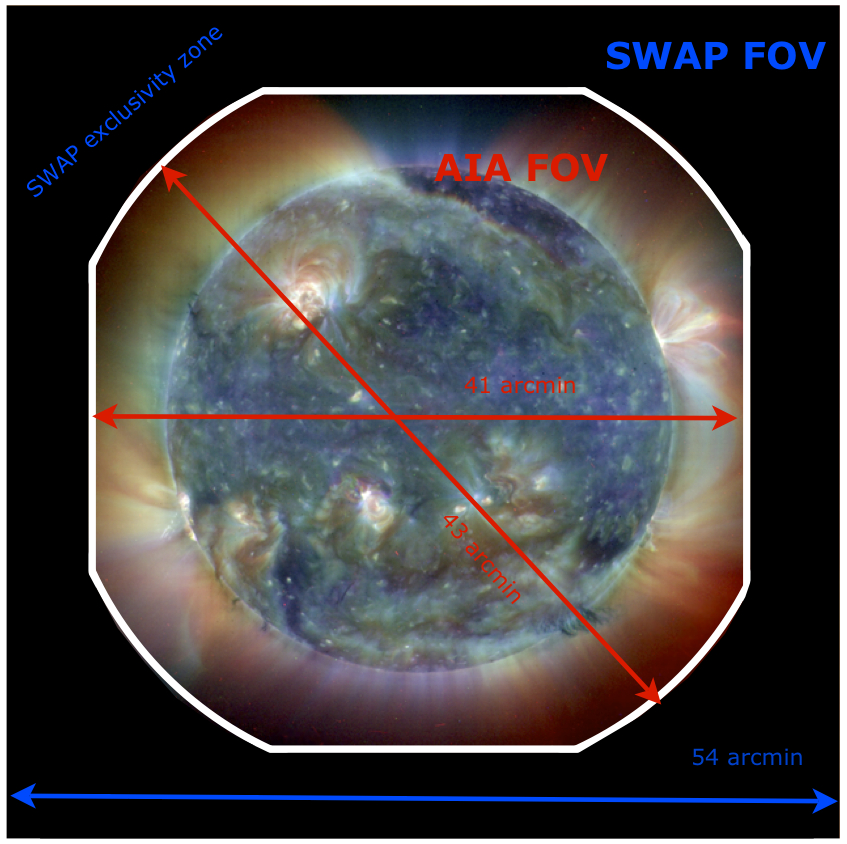 SWAP FOV
SWAP exclusivity zone
AIA FOV
41 arcmin
43 arcmin
54 arcmin